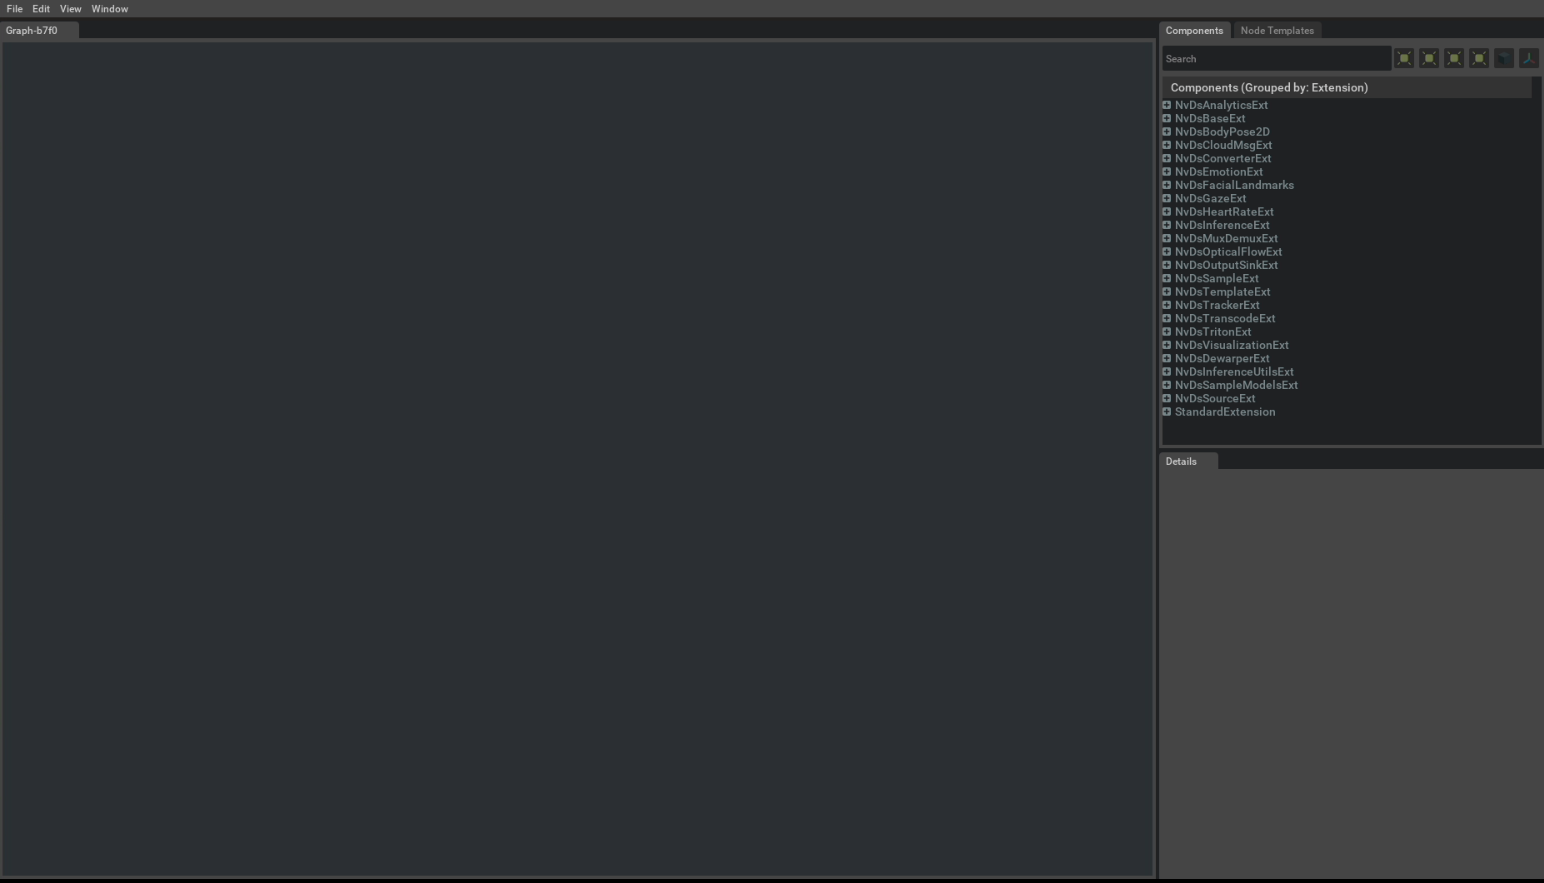 File Edit View Window
Graph-b7f0
Components Node Templates
Search
Components (Grouped by: Extension)
NvDsAnalyticsExt
NvDsBaseExt
NvDsBodyPose2D
NvDsCloudMsgExt
NvDsConverterExt
NvDsEmotionExt
NvDsFacialLandmarks
NvDsGazeExt
NvDsHeartRateExt
NvDsInferenceExt
NvDsMuxDemuxExt
NvDsOpticalFlowExt
NvDsOutputSinkExt
NvDsSampleExt
NvDsTemplateExt
NvDsTrackerExt
NvDsTranscodeExt
NvDsTritonExt
NvDsVisualizationExt
NvDsDewarperExt
NvDsInferenceUtilsExt
NvDsSampleModelsExt
NvDsSourceExt
StandardExtension
Details